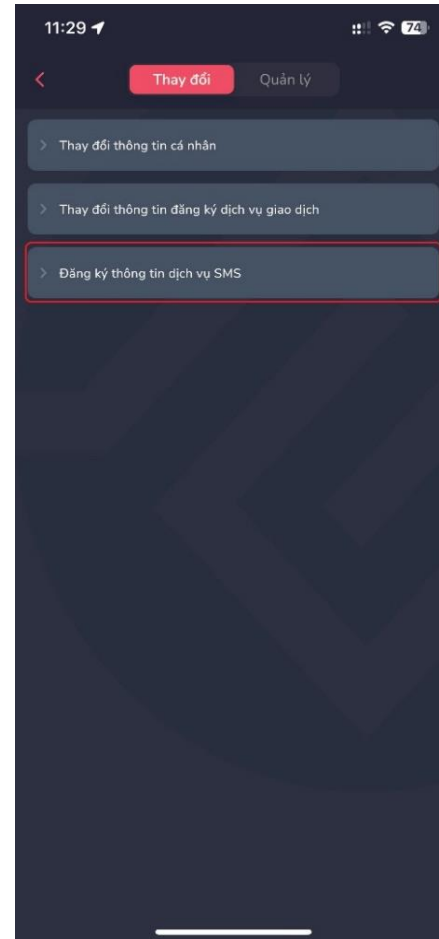 11:29
74
Thay đổi
Quản lý
Thay đổi thông tin cá nhân
Thay đổi thông tin đăng ký dịch vụ giao dịch
Đăng ký thông tin dịch vụ SMS